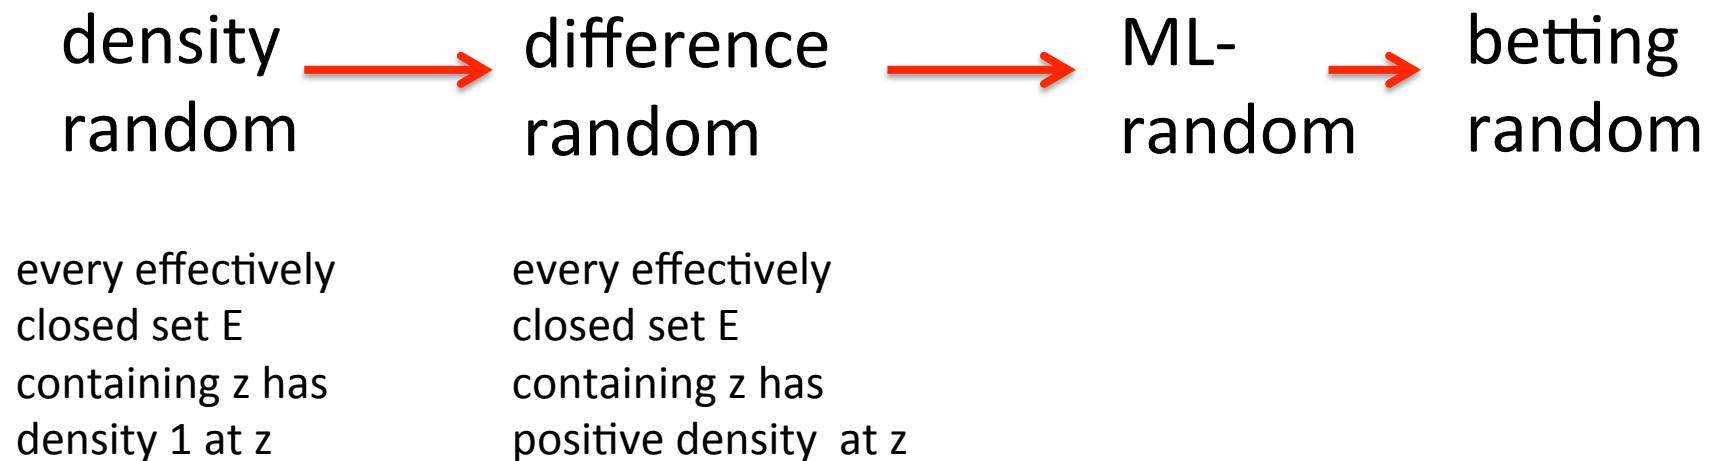 density
random
difference
random
ML-
random
betting
random
every effectively
closed set E
containing z has
density 1 at z
every effectively
closed set E
containing z has
positive density at z